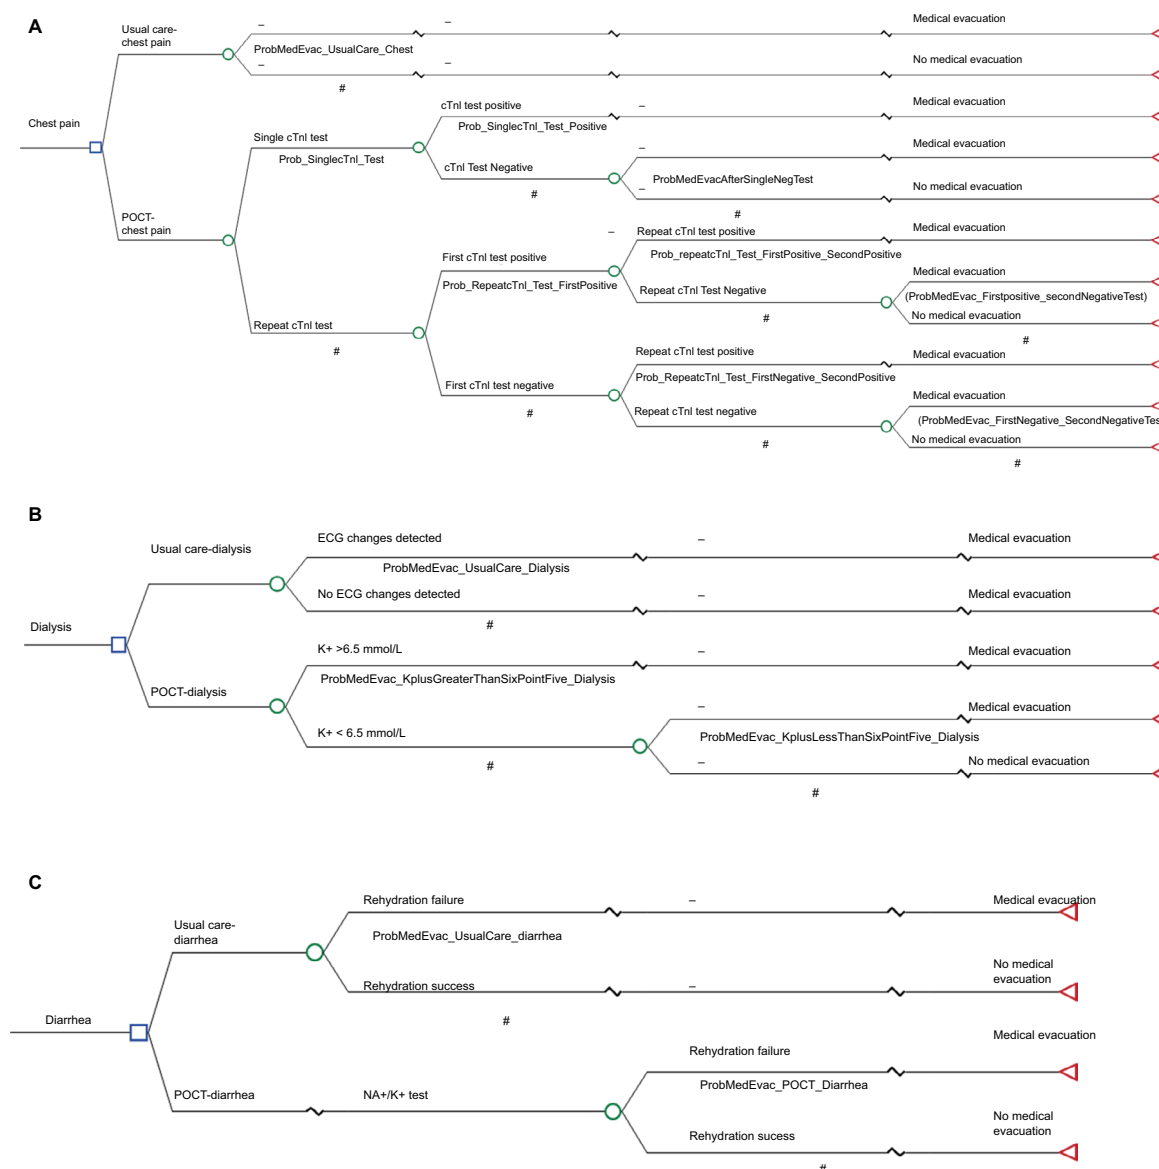 A
Usual care-
chest pain
–
–
Medical evacuation
ProbMedEvac_UsualCare_Chest
–
–
No medical evacuation
#
Chest pain
cTnI test positive
–
Medical evacuation
Prob_SinglecTnI_Test_Positive
Single cTnI test
Prob_SinglecTnI_Test
cTnI Test Negative
#
–
Medical evacuation
ProbMedEvacAfterSingleNegTest
–
No medical evacuation
#
POCT-
chest pain
–
Repeat cTnI test positive
Medical evacuation
Prob_repeatcTnI_Test_FirstPositive_SecondPositive
First cTnI test positive
Prob_RepeatcTnI_Test_FirstPositive
Repeat cTnI Test Negative
#
Medical evacuation
(ProbMedEvac_Firstpositive_secondNegativeTest)
No medical evacuation
#
Repeat cTnI test
#
Repeat cTnI test positive
Medical evacuation
Prob_RepeatcTnI_Test_FirstNegative_SecondPositive
First cTnI test negative
#
Repeat cTnI test negative
#
Medical evacuation
(ProbMedEvac_FirstNegative_SecondNegativeTes
No medical evacuation
#
B
Usual care-dialysis
ECG changes detected
–
Medical evacuation
ProbMedEvac_UsualCare_Dialysis
No ECG changes detected
–
Medical evacuation
#
Dialysis
K+ >6.5 mmol/L
–
Medical evacuation
ProbMedEvac_KplusGreaterThanSixPointFive_Dialysis
POCT-dialysis
K+ < 6.5 mmol/L
#
–
Medical evacuation
ProbMedEvac_KplusLessThanSixPointFive_Dialysis
–
No medical evacuation
#
C
Usual care-
diarrhea
Rehydration failure
–
Medical evacuation
ProbMedEvac_UsualCare_diarrhea
Rehydration success
–
No medical
evacuation
#
Diarrhea
POCT-diarrhea
NA+/K+ test
Rehydration failure
Medical evacuation
ProbMedEvac_POCT_Diarrhea
Rehydration sucess
No medical
evacuation
#